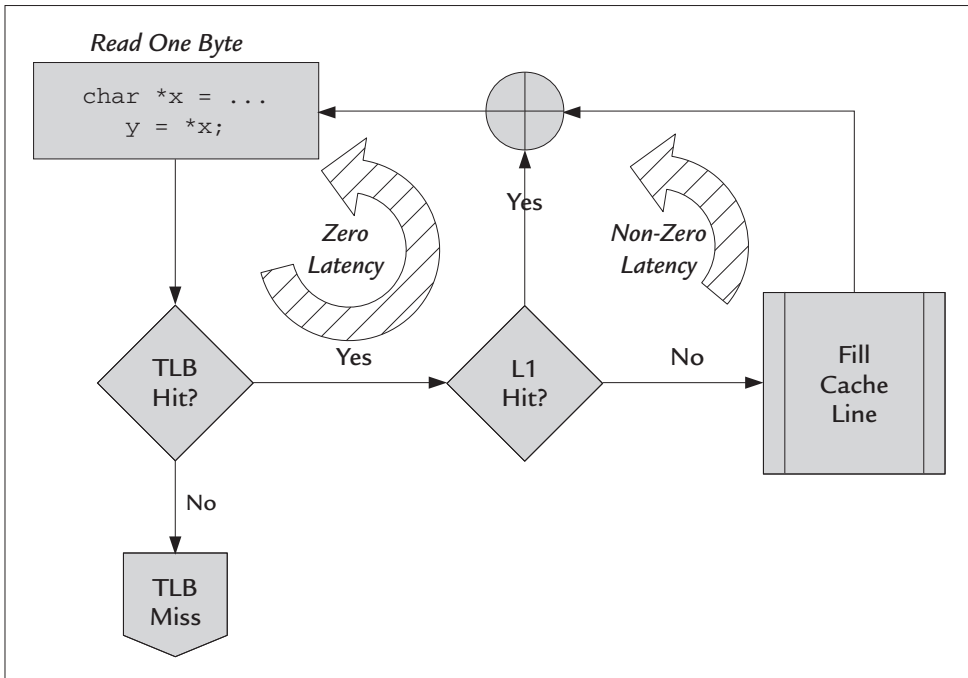 Read One Byte
char *x = ...
y = *x;
Yes
Zero
Latency
Non-Zero
Latency
TLB
Hit?
Yes
L1
Hit?
No
Fill
Cache
Line
No
TLB
Miss